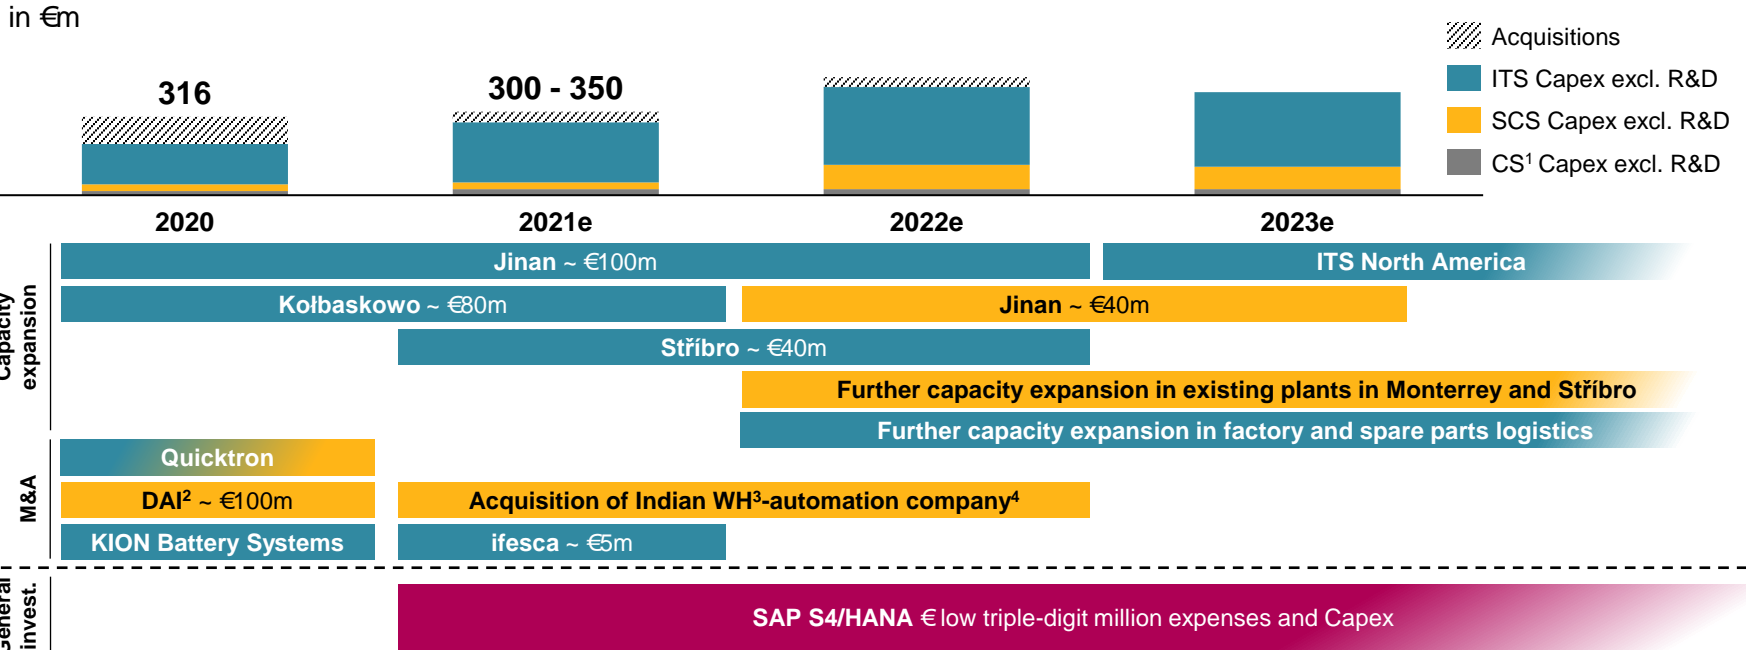 in €m
Acquisitions
ITS Capex excl. R&D
SCS Capex excl. R&D
CS¹ Capex excl. R&D
316
300 - 350
2020
2021e
2022e
2023e
Capacity
expansion
Jinan ~ €100m
ITS North America
Kołbaskowo ~ €80m
Jinan ~ €40m
Stříbro ~ €40m
Further capacity expansion in existing plants in Monterrey and Stříbro
Further capacity expansion in factory and spare parts logistics
M&A
Quicktron
DAI² ~ €100m
Acquisition of Indian WH³-automation company⁴
KION Battery Systems
ifesca ~ €5m
General
invest.
SAP S4/HANA € low triple-digit million expenses and Capex